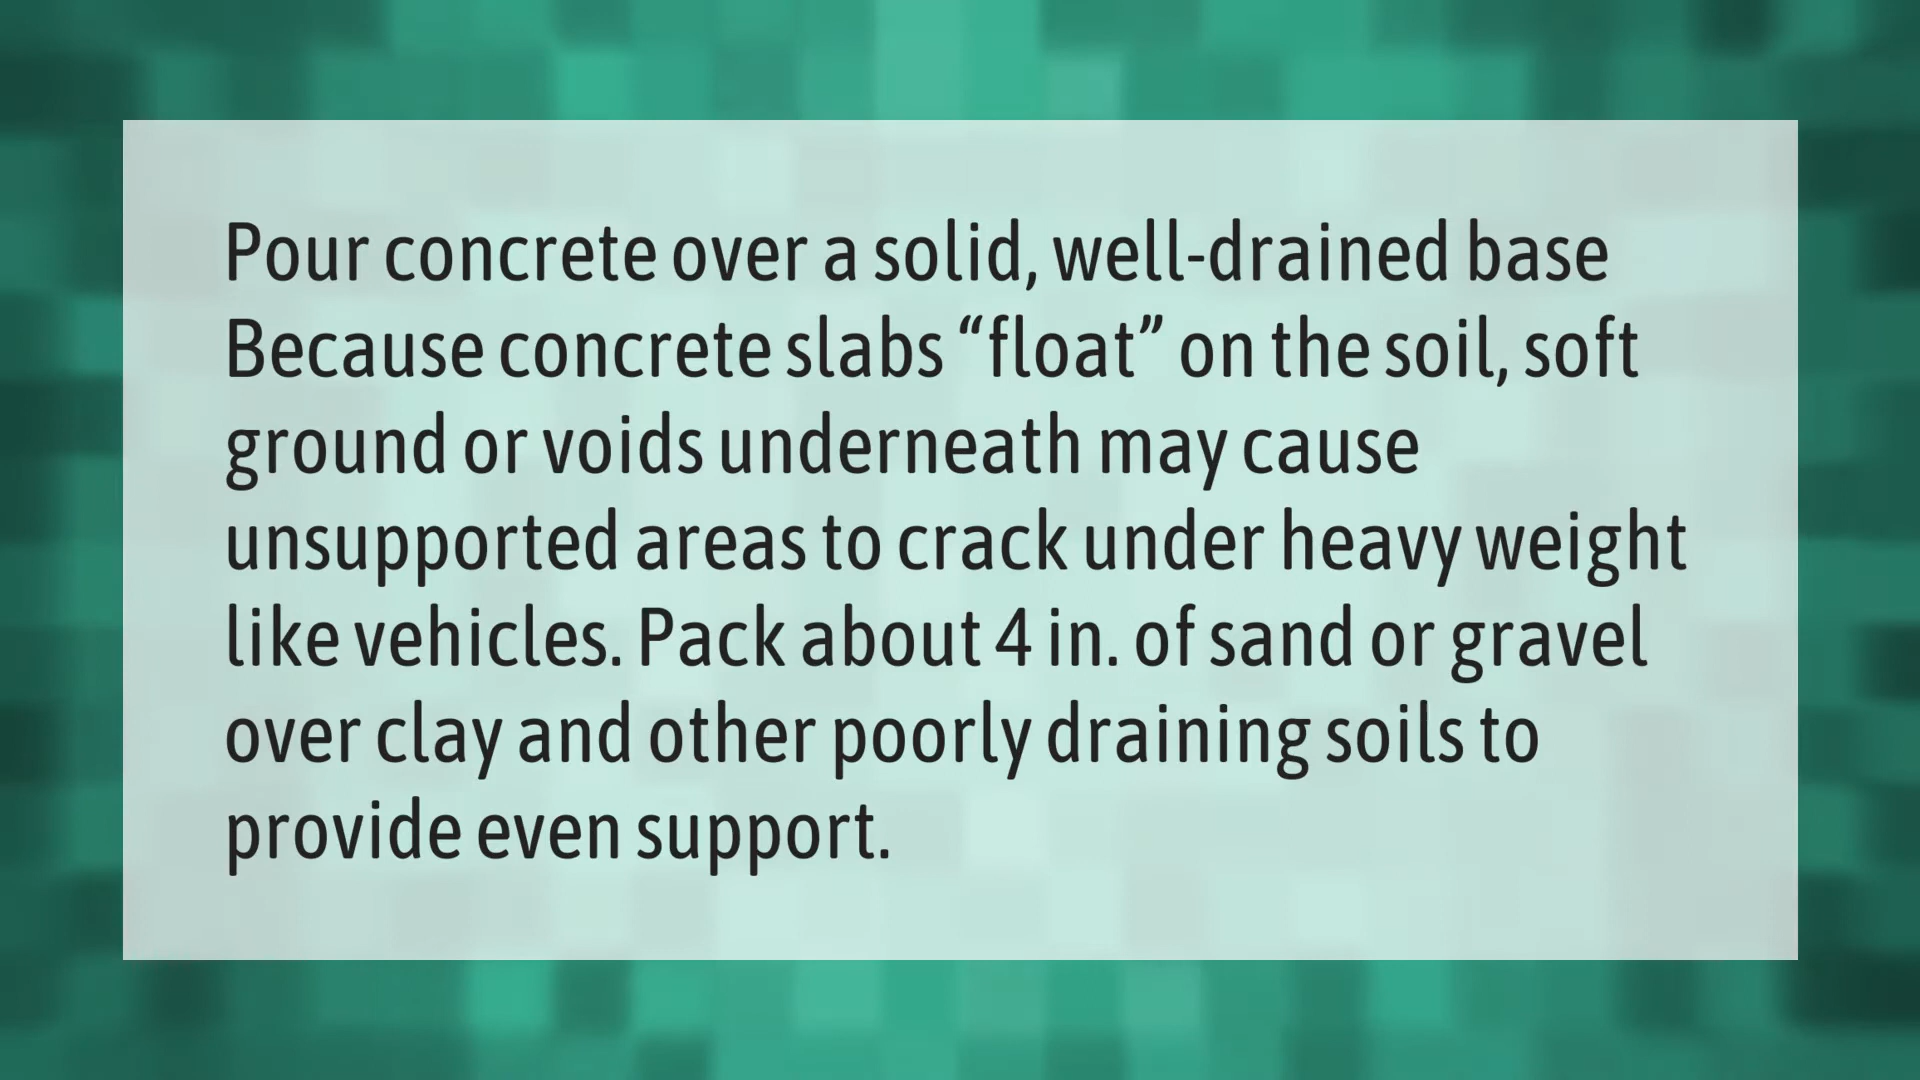 Pour concrete over a solid, well-drained base
Because concrete slabs “float” on the soil, soft
ground or voids underneath may cause
unsupported areas to crack under heavy weight
like vehicles. Pack about 4 in. of sand or gravel
over clay and other poorly draining soils to
provide even support.